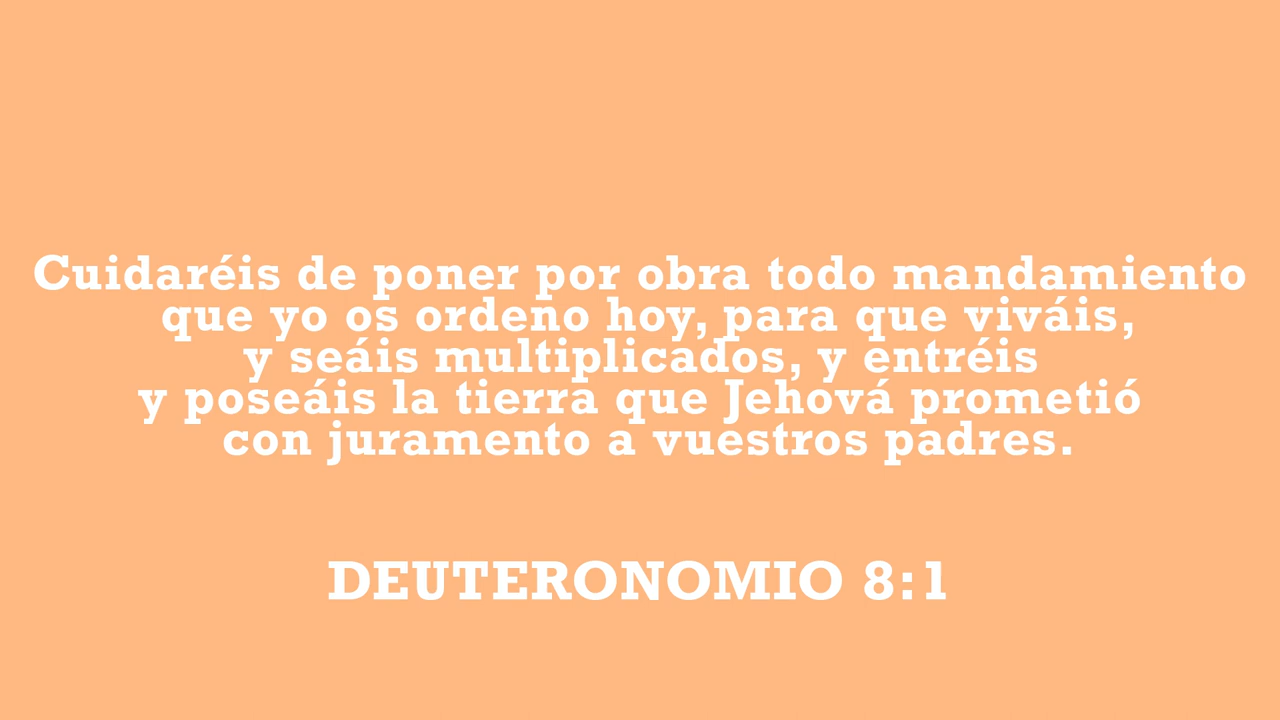 Cuidaréis de poner por obra todo mandamiento
que yo os ordeno hoy, para que viváis,
y seáis multiplicados, y entréis
y poseáis la tierra que Jehová prometió
con juramento a vuestros padres.
DEUTERONOMIO 8:1